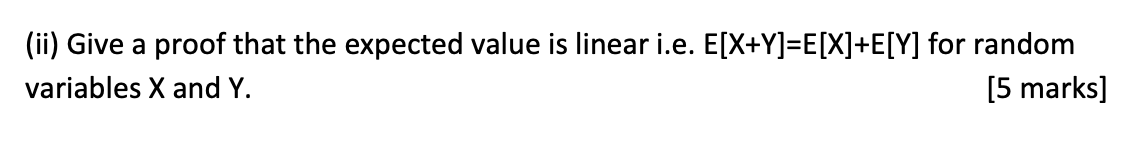 (ii) Give a proof that the expected value is linear i.e. E[X+Y]=E[X]+E[Y] for random
variables X and Y. [5 marks]